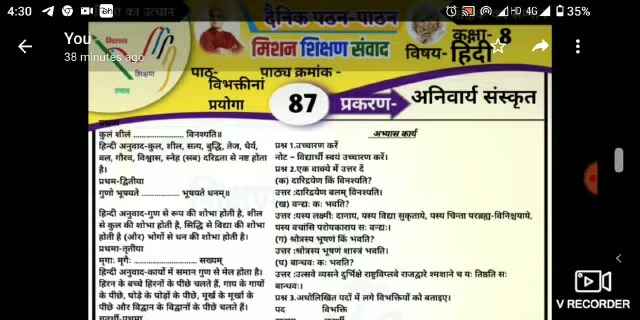 4:30
4G 35%
You
38 minutes ago
का उत्थान
शिक्षण
संवाद
दैनिक पठन-पाठन
मिशन शिक्षण संवाद
कक्षा- 8
विषय- हिंदी
पाठ- पाठ्य क्रमांक -
विभक्तीनां
प्रयोगा
87
प्रकरण-
अनिवार्य संस्कृत
कुलं शीलं ...................... विनश्यति॥
हिन्दी अनुवाद-कुल, शील, सत्य, बुद्धि, तेज, धैर्य,
बल, गौरव, विश्वास, स्नेह (सब) दरिद्रता से नष्ट होता
है।
प्रथम-द्वितीया
गुणो भूषयते ................. भूषयते धनम्॥
हिन्दी अनुवाद-गुण से रूप की शोभा होती है, शील
से कुल की शोभा होती है, सिद्धि से विद्या की शोभा
होती है (और) भोगों से धन की शोभा होती है।
प्रथमा-तृतीया
मृगाः मृगैः .................... सख्यम्
हिन्दी अनुवाद-कार्यों में समान गुण से मेल होता है।
हिरन के बच्चे हिरनों के पीछे चलते हैं, गाय के गायों
के पीछे, घोड़े के घोड़ों के पीछे, मूर्ख के मूर्खों के
पीछे और विद्वान के विद्वानों के पीछे चलते हैं।
चतुर्थी-प्रथमा
अभ्यास कार्य
प्रश्न 1.उच्चारण करें
नोट – विद्यार्थी स्वयं उच्चारण करें।
प्रश्न 2.एक वाक्ये में उत्तर दें
(क) दारिद्र्येण किं विनश्यति?
उत्तर :दारिद्र्येण बलम् विनश्यति।
(ख) वन्द्यः कः भवति?
उत्तर :यस्य लक्ष्मीः दानाय, यस्य विद्या सुकृताये, यस्य चिन्ता परब्रह्म-विनिश्चयाये,
यस्य वचांसि परोपकाराय सः वन्द्यः।
(ग) श्रोत्रस्य भूषणं किं भवति?
उत्तर :श्रोत्रस्य भूषणं शास्त्रं भवति।
(घ) बान्धवः कः भवति?
उत्तर : उत्सवे व्यसने दुर्भिक्षे राष्ट्रविप्लवे राजद्वारे श्मशाने च यः तिष्ठति सः
बान्धवः।
प्रश्न 3.अधोलिखित पदों में लगे विभक्तियों को बताइए।
पद विभक्ति
V RECORDER